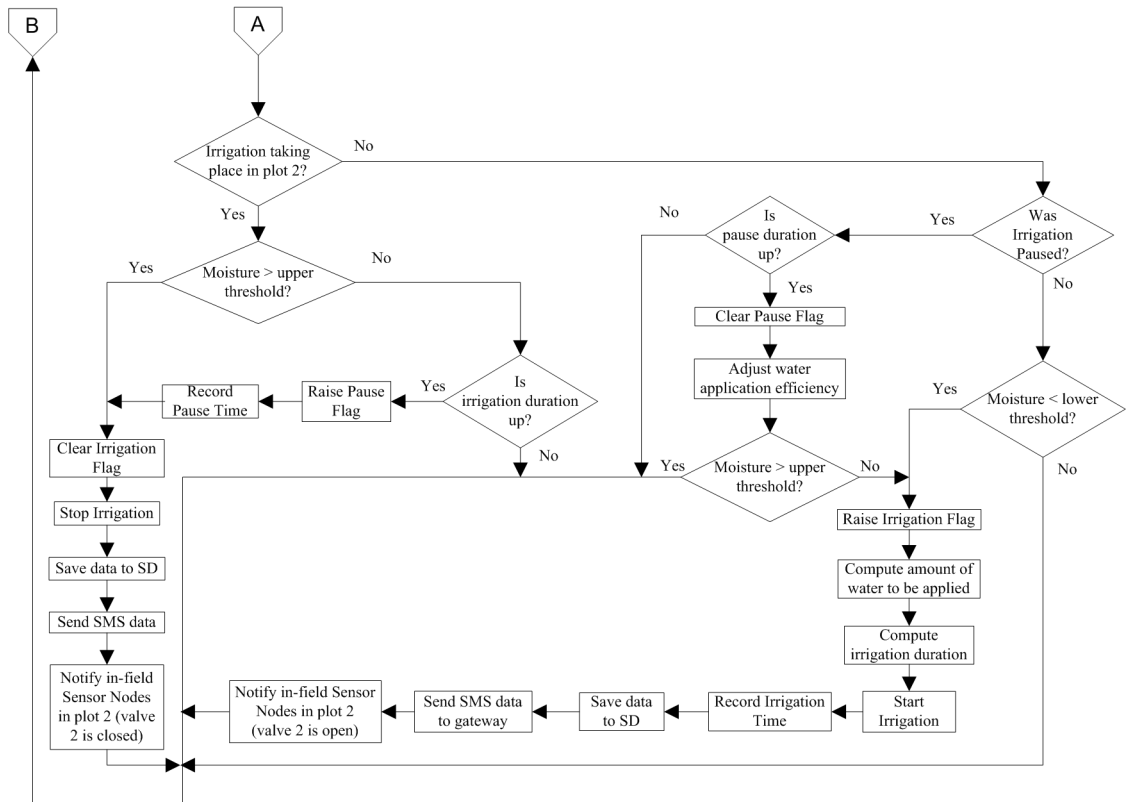 B
A
Irrigation taking
place in plot 2?
No
Yes
Was
Irrigation
Paused?
Yes
No
Is
pause duration
up?
No
Yes
Moisture > upper
threshold?
Yes
No
Clear Pause Flag
Adjust water
application efficiency
Is
irrigation duration
up?
Yes
No
Raise Pause
Flag
Record
Pause Time
Moisture < lower
threshold?
Yes
No
Clear Irrigation
Flag
Moisture > upper
threshold?
Yes
No
Stop Irrigation
Raise Irrigation Flag
Save data to SD
Compute amount of
water to be applied
Send SMS data
Compute
irrigation duration
Notify in-field
Sensor Nodes
in plot 2 (valve
2 is closed)
Notify in-field Sensor
Nodes in plot 2
(valve 2 is open)
Send SMS data
to gateway
Save data
to SD
Record Irrigation
Time
Start
Irrigation